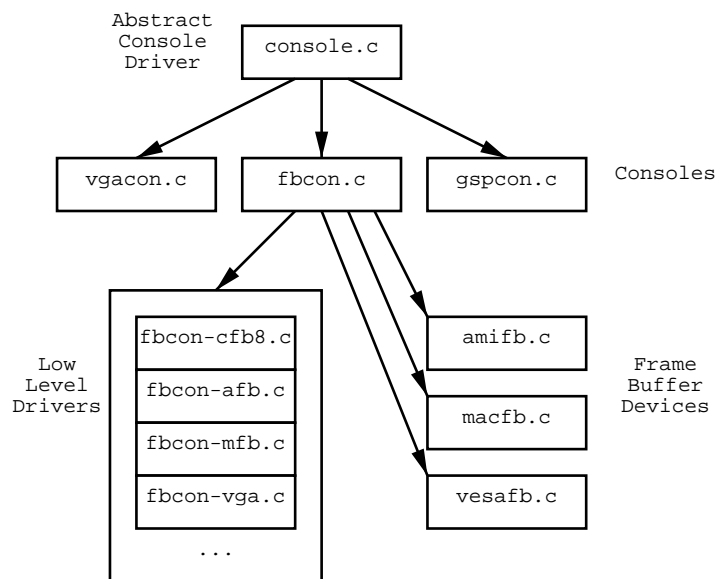 Abstract
Console
Driver
console.c
vgacon.c
fbcon.c
gspcon.c
Consoles
Low
Level
Drivers
fbcon-cfb8.c
fbcon-afb.c
fbcon-mfb.c
fbcon-vga.c
...
amifb.c
macfb.c
vesafb.c
Frame
Buffer
Devices